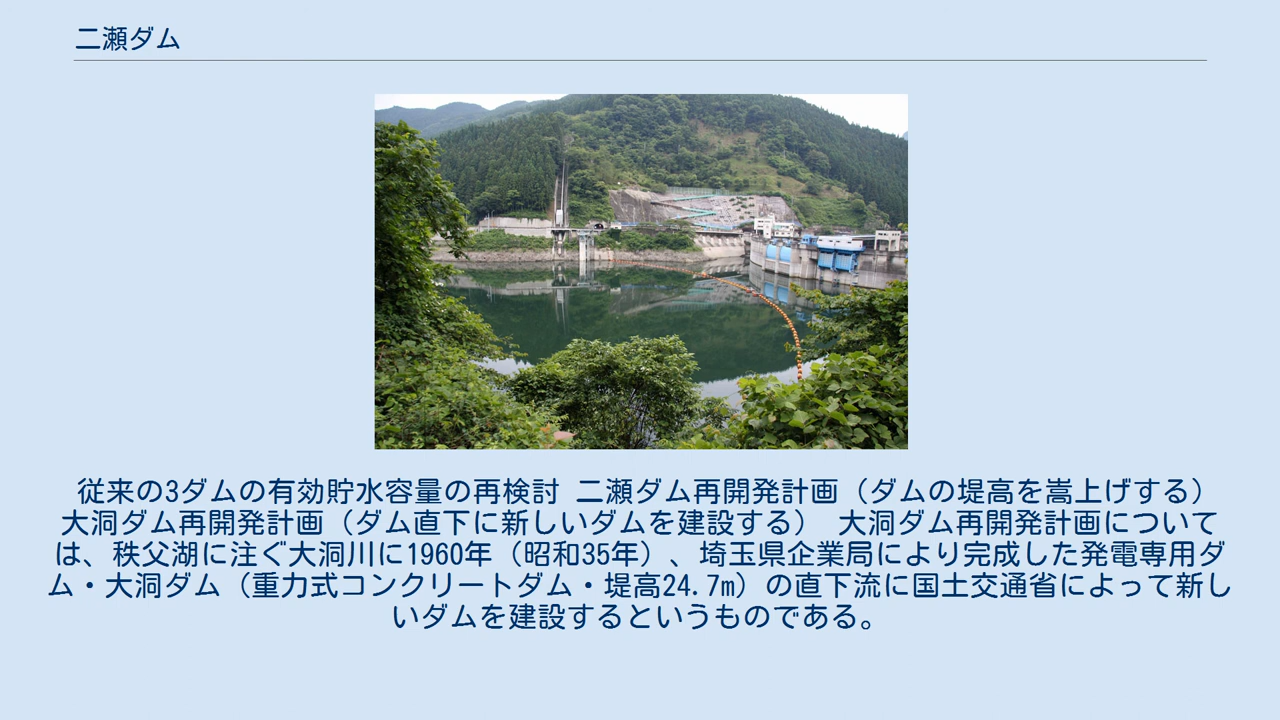 二瀬ダム
従来の3ダムの有効貯水容量の再検討 二瀬ダム再開発計画（ダムの堤高を嵩上げする）
大洞ダム再開発計画（ダム直下に新しいダムを建設する） 大洞ダム再開発計画について
は、秩父湖に注ぐ大洞川に1960年（昭和35年）、埼玉県企業局により完成した発電専用ダ
ム・大洞ダム（重力式コンクリートダム・堤高24.7m）の直下流に国土交通省によって新し
いダムを建設するというものである。